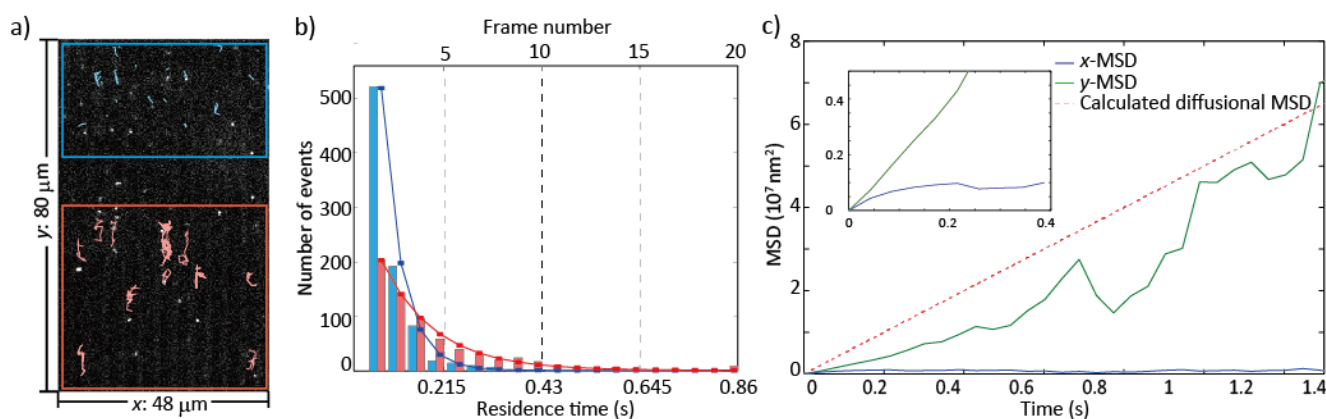 a)
y: 80 μm
x: 48 μm
b)
Frame number
5 10 15 20
Number of events
500
400
300
200
100
0
0.215 0.43 0.645 0.86
Residence time (s)
c)
MSD (10⁷ nm²)
8
6
4
2
0
x-MSD
y-MSD
Calculated diffusional MSD
0.4
0.2
0
0 0.2 0.4
0 0.2 0.4 0.6 0.8 1 1.2 1.4
Time (s)